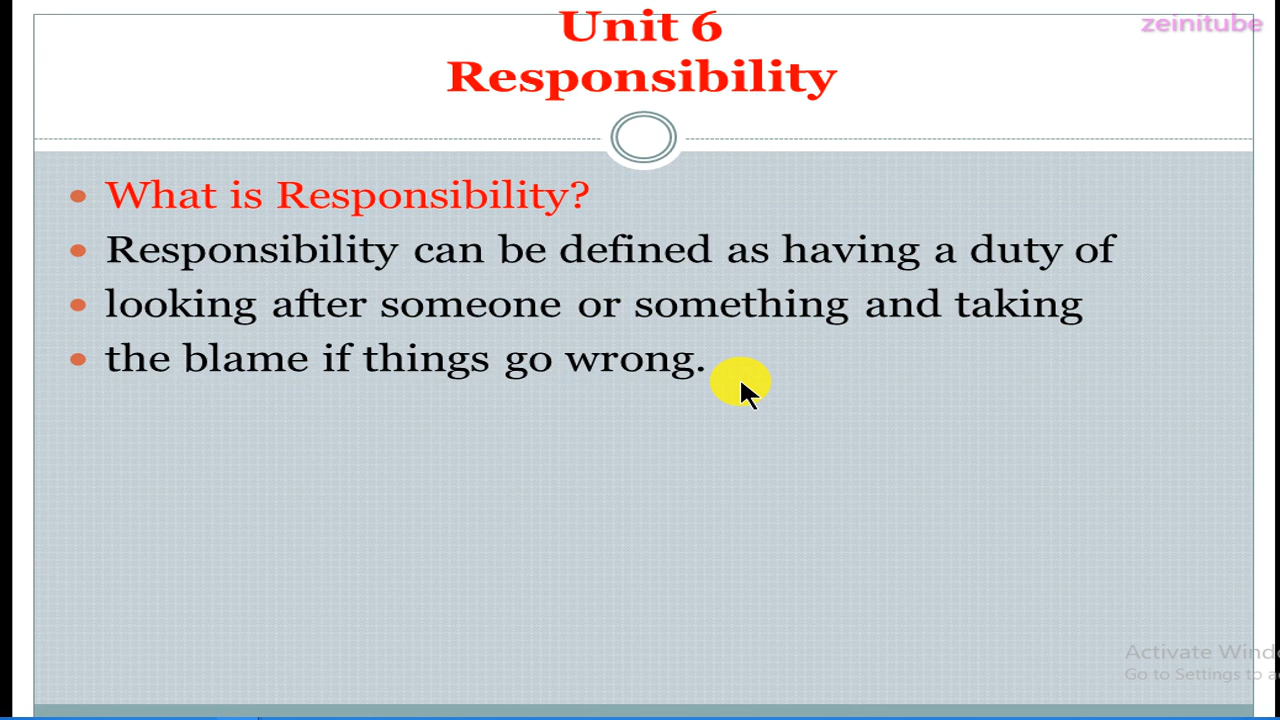 Unit 6
zeinitube
Responsibility
What is Responsibility?
Responsibility can be defined as having a duty of
looking after someone or something and taking
the blame if things go wrong.
Activate Wind
Go to Settings to a